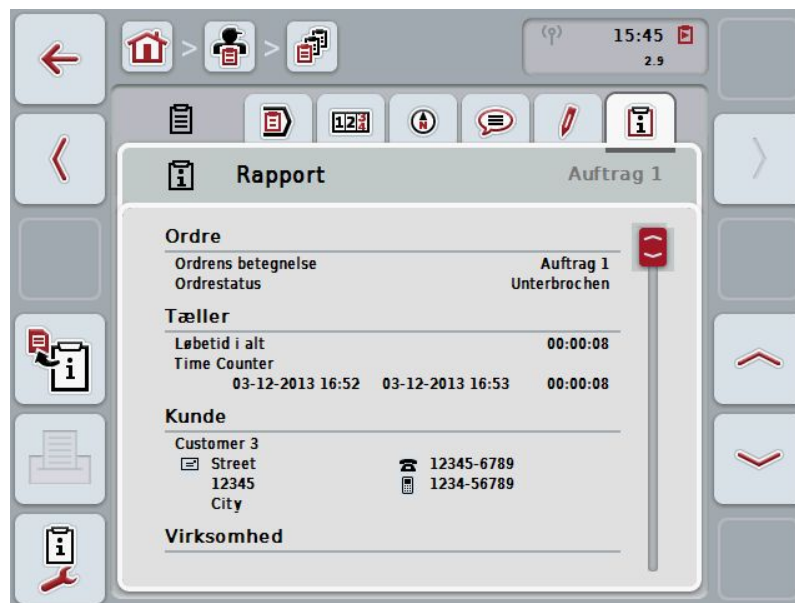 15:45
2.9
Rapport Auftrag 1
Ordre
Ordrens betegnelse Auftrag 1
Ordrestatus Unterbrochen
Tæller
Løbetid i alt 00:00:08
Time Counter
03-12-2013 16:52 03-12-2013 16:53 00:00:08
Kunde
Customer 3
Street 12345-6789
12345 1234-56789
City
Virksomhed